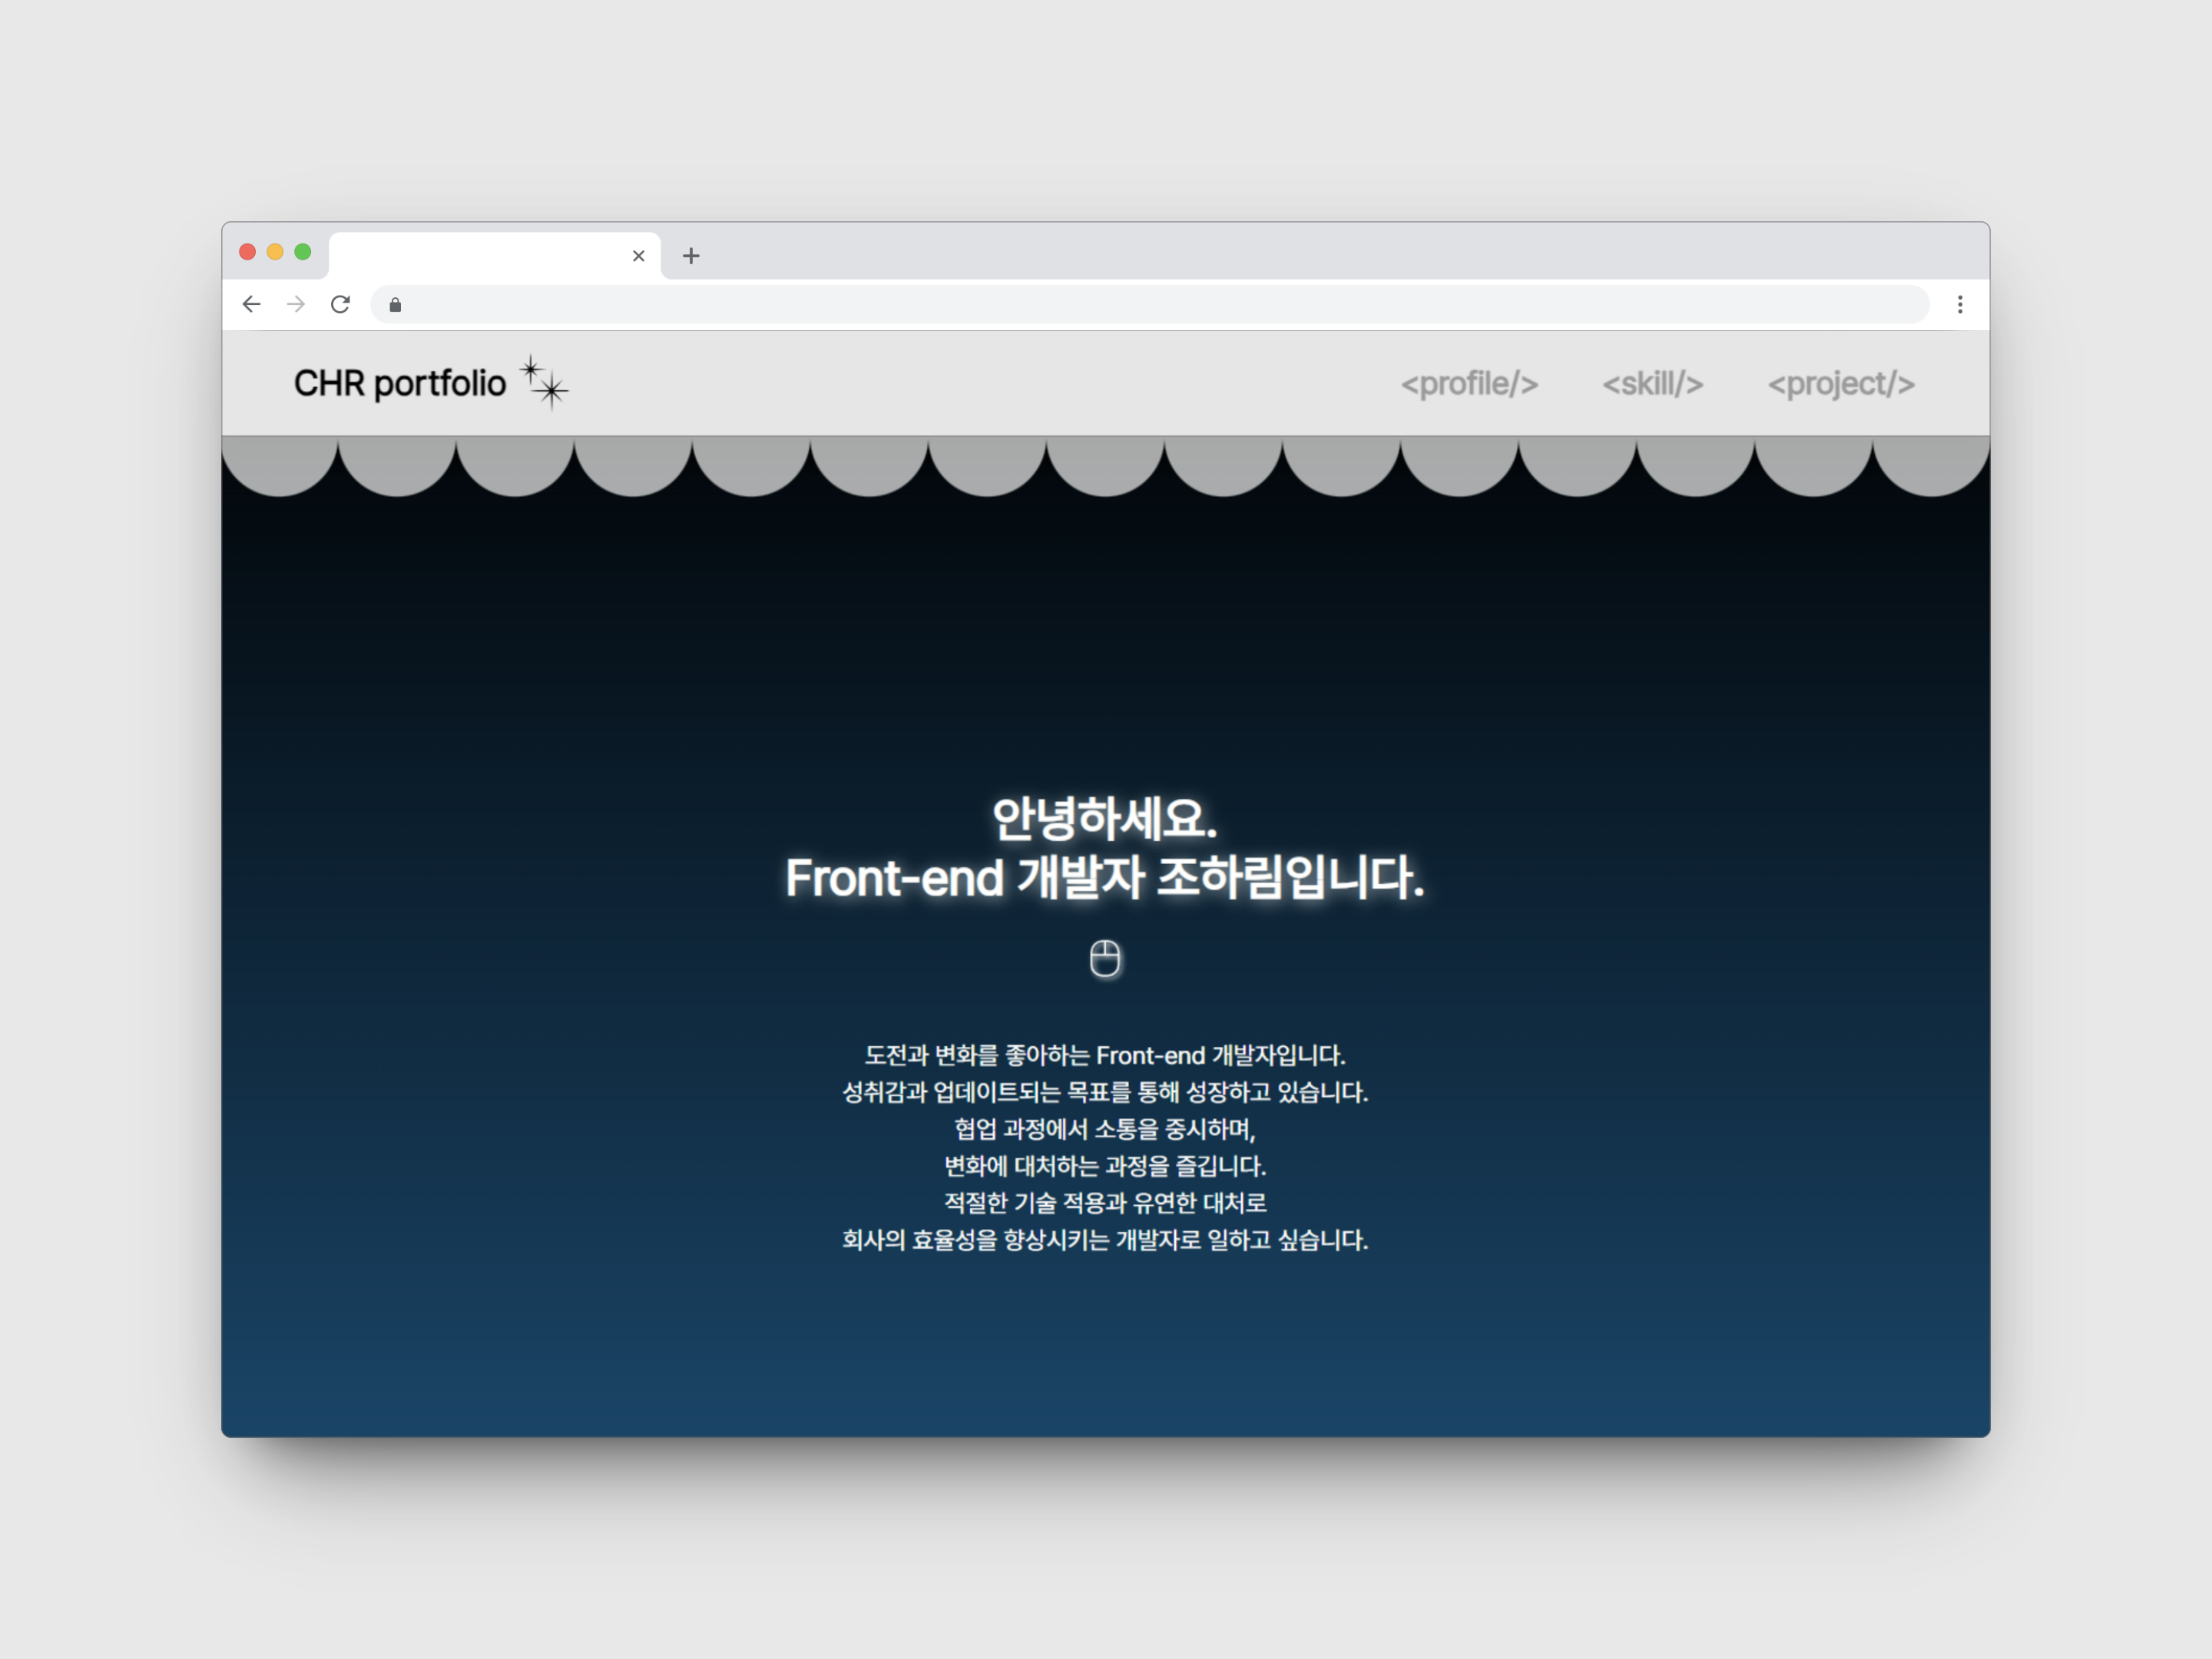 CHR portfolio
<profile/> <skill/> <project/>
안녕하세요.
Front-end 개발자 조하림입니다.
도전과 변화를 좋아하는 Front-end 개발자입니다.
성취감과 업데이트되는 목표를 통해 성장하고 있습니다.
협업 과정에서 소통을 중시하며,
변화에 대처하는 과정을 즐깁니다.
적절한 기술 적용과 유연한 대처로
회사의 효율성을 향상시키는 개발자로 일하고 싶습니다.